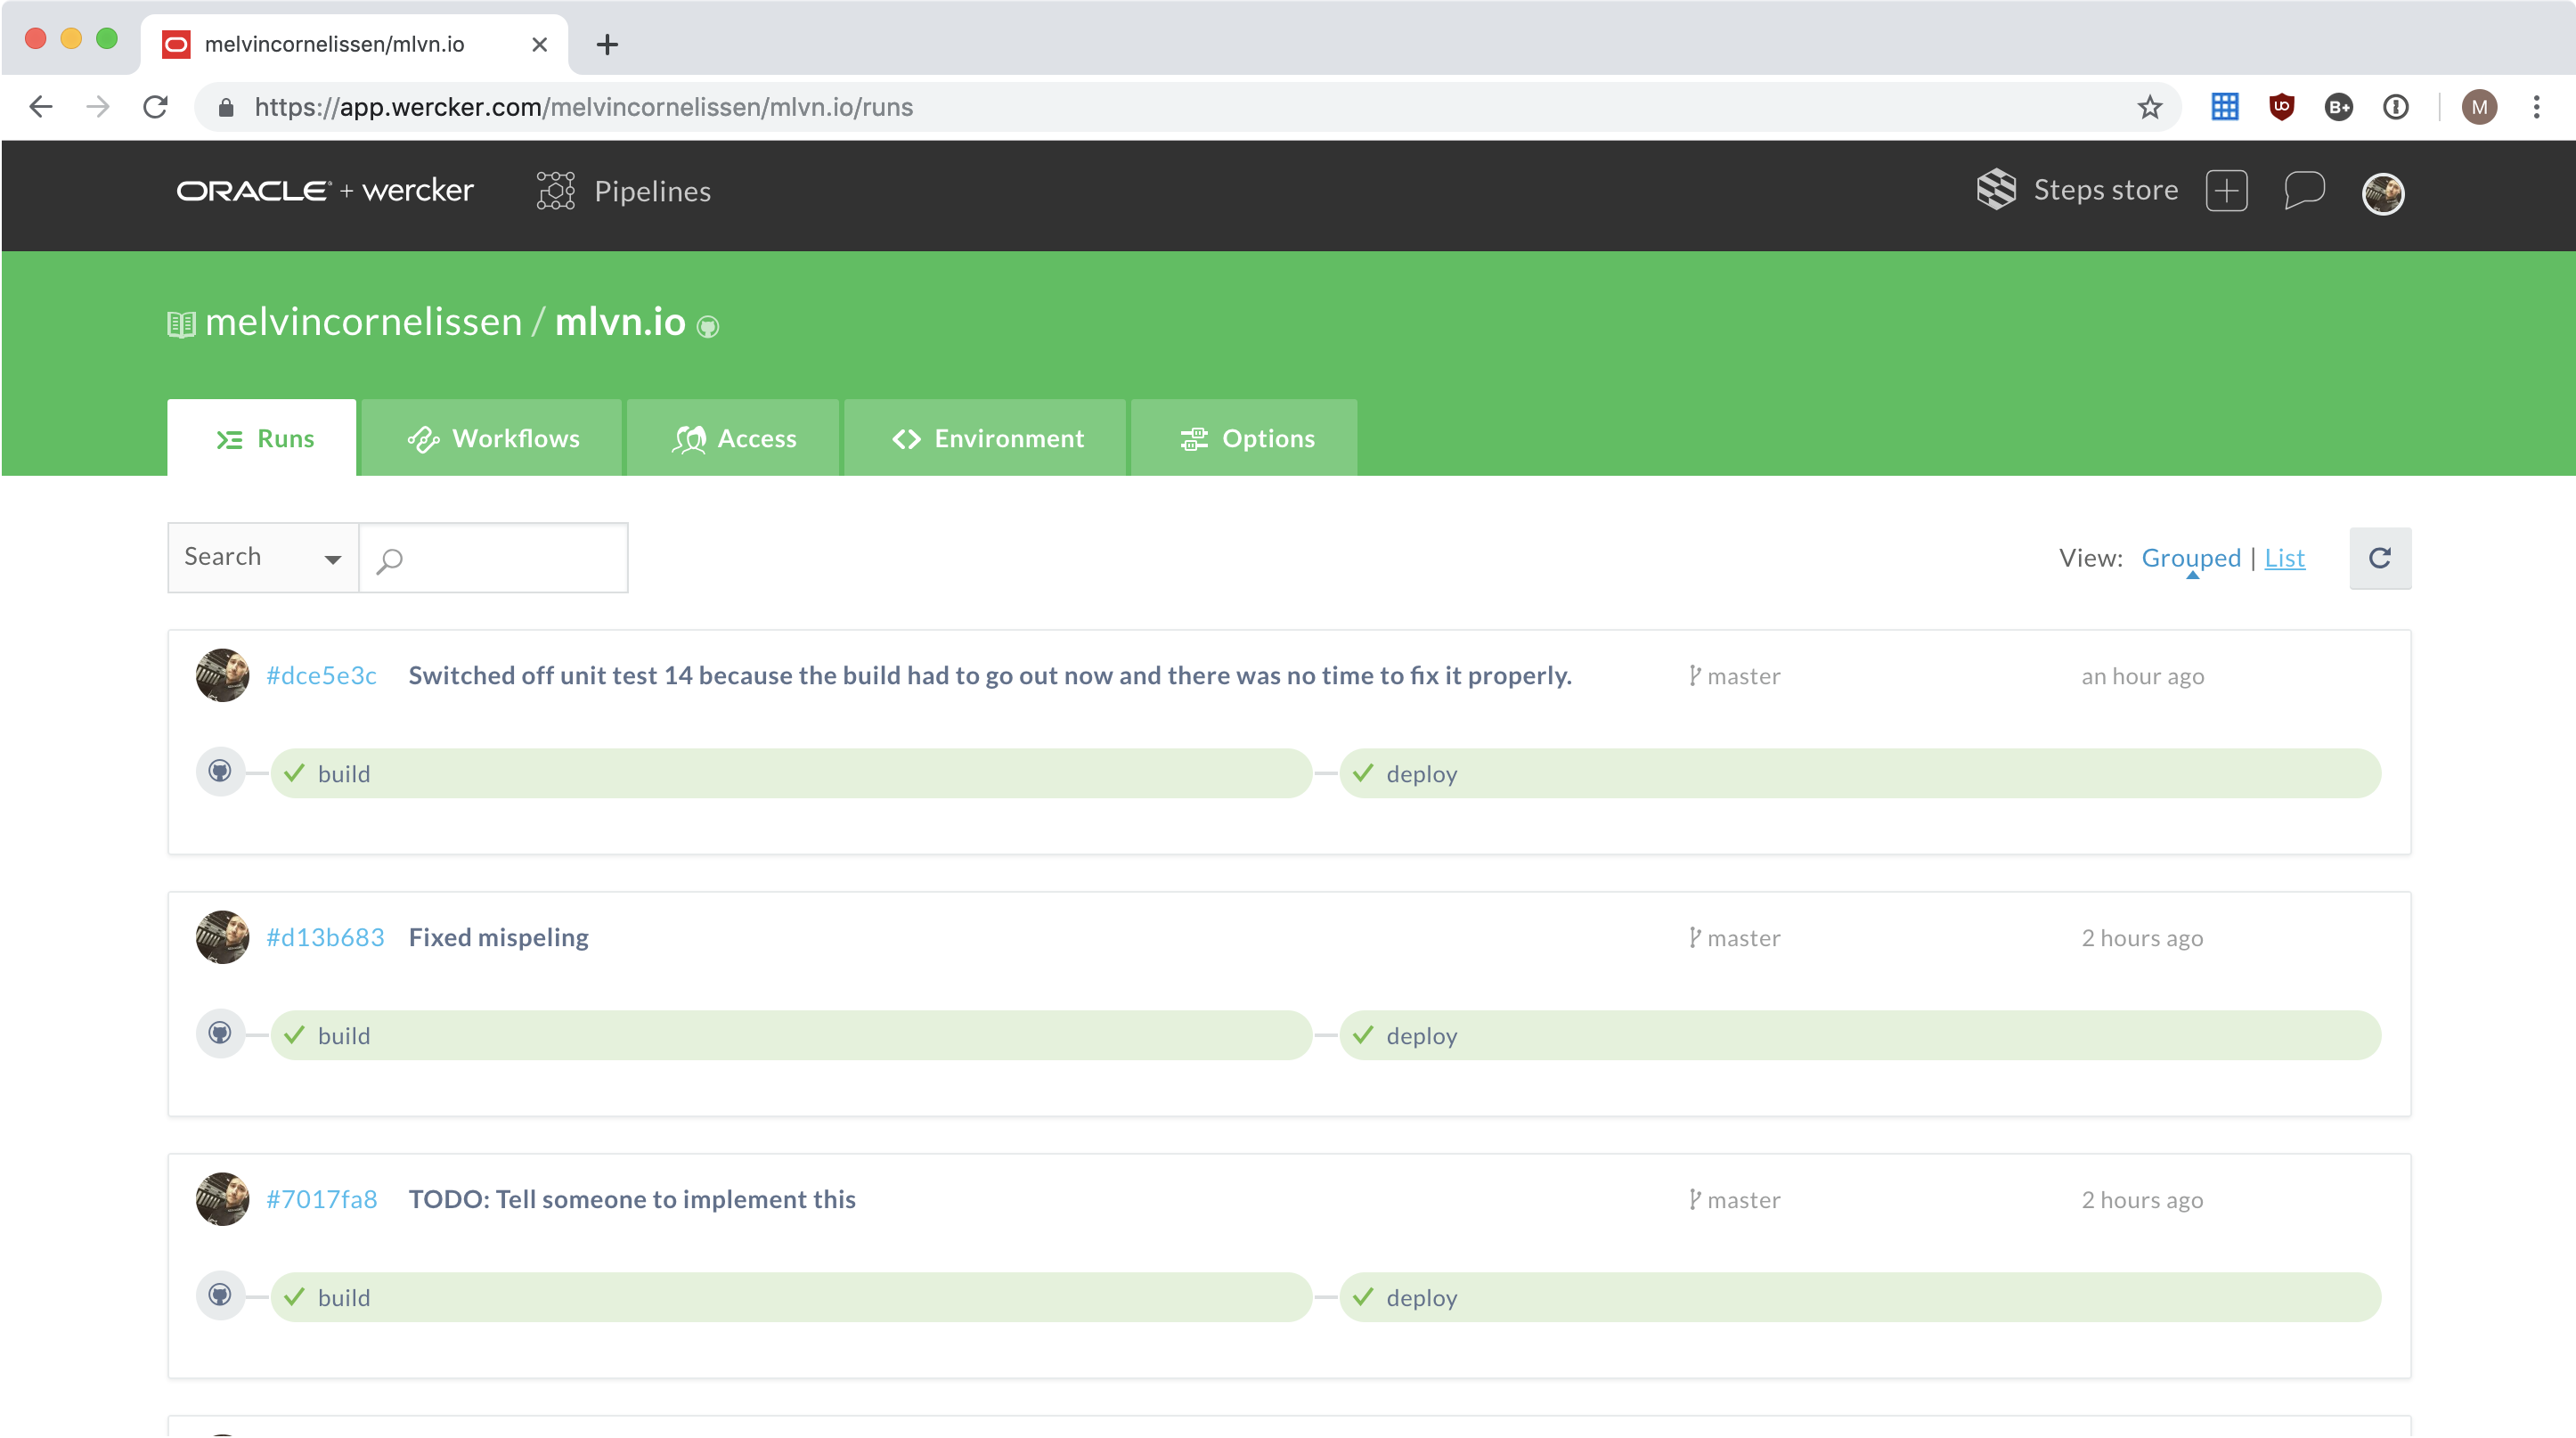 melvincornelissen/mlvn.io
https://app.wercker.com/melvincornelissen/mlvn.io/runs
M
ORACLE + wercker Pipelines Steps store
melvincornelissen / mlvn.io
Runs Workflows Access Environment Options
Search View: Grouped | List
#dce5e3c Switched off unit test 14 because the build had to go out now and there was no time to fix it properly. master an hour ago
build deploy
#d13b683 Fixed mispeling master 2 hours ago
build deploy
#7017fa8 TODO: Tell someone to implement this master 2 hours ago
build deploy